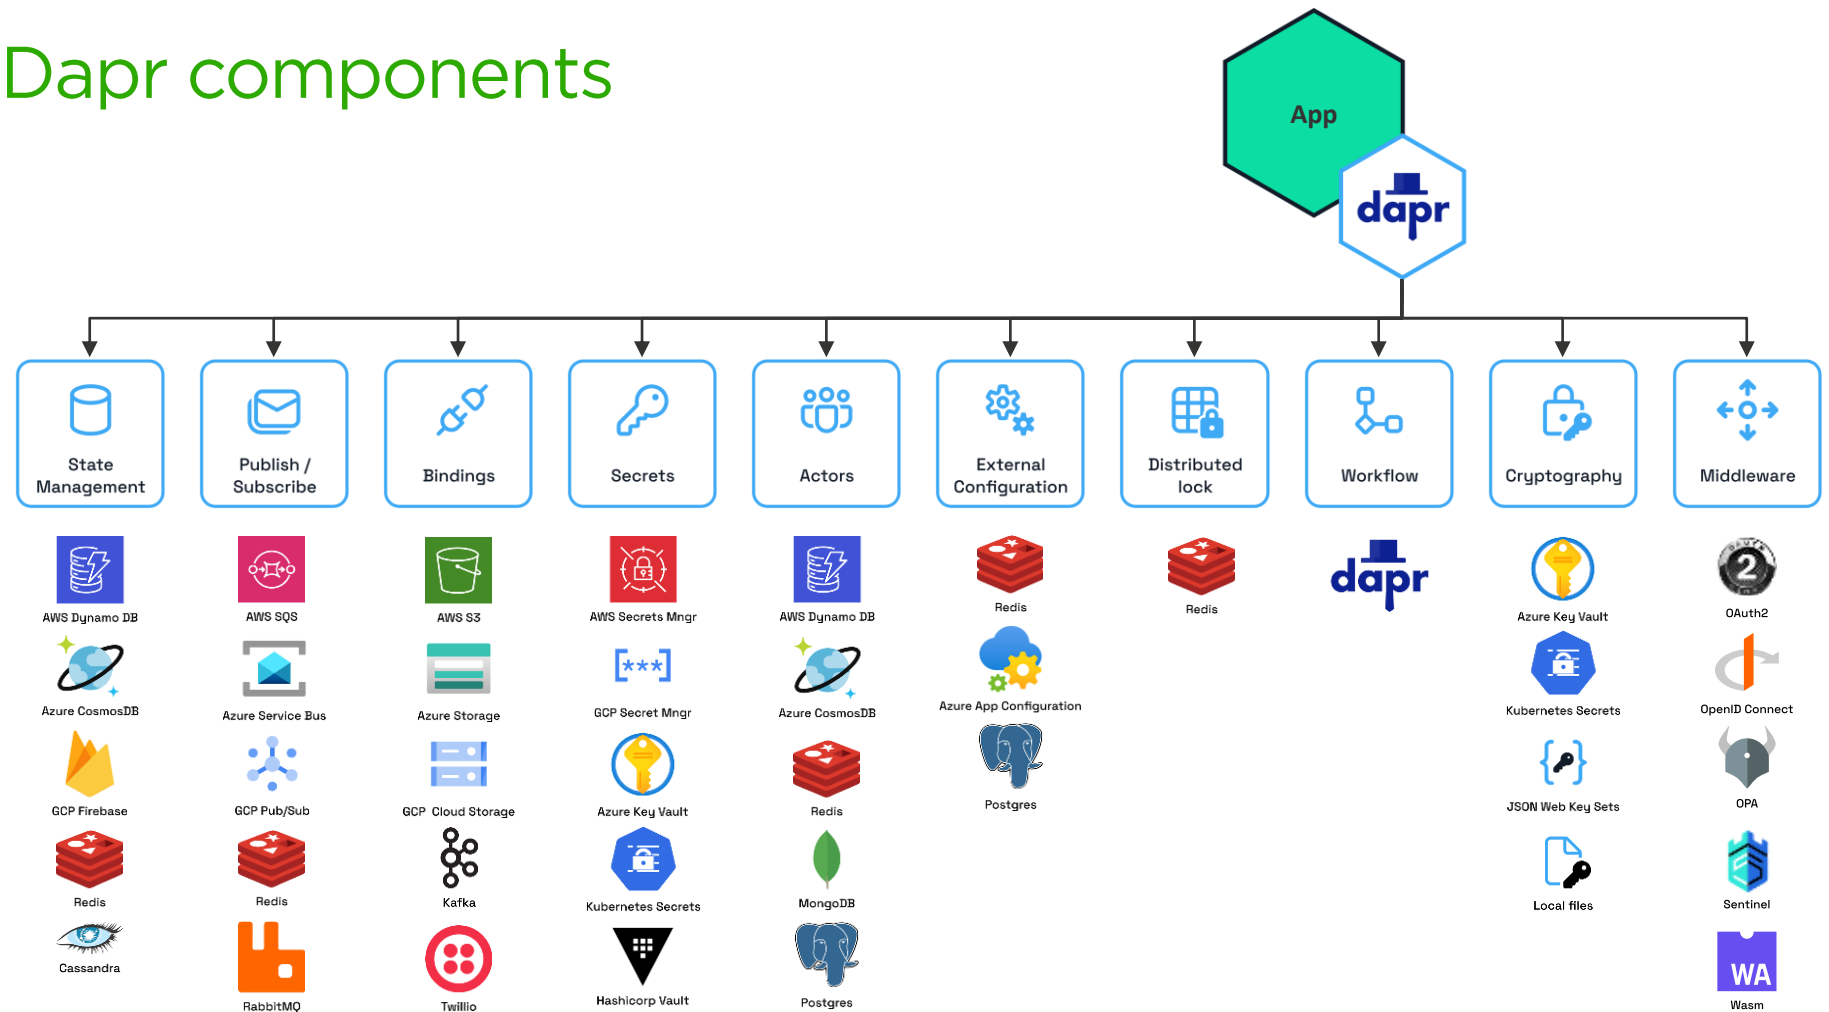 Dapr components
App
dapr
State
Management
Publish /
Subscribe
Bindings
Secrets
Actors
External
Configuration
Distributed
lock
Workflow
Cryptography
Middleware
AWS Dynamo DB
Azure CosmosDB
GCP Firebase
Redis
Cassandra
AWS SQS
Azure Service Bus
GCP Pub/Sub
Redis
RabbitMQ
AWS S3
Azure Storage
GCP Cloud Storage
Kafka
Twillio
AWS Secrets Mngr
[***]
GCP Secret Mngr
Azure Key Vault
Kubernetes Secrets
Hashicorp Vault
AWS Dynamo DB
Azure CosmosDB
Redis
MongoDB
Postgres
Redis
Azure App Configuration
Postgres
Redis
dapr
Azure Key Vault
Kubernetes Secrets
{ }
JSON Web Key Sets
Local files
OAUTH
2
OAuth2
OpenID Connect
OPA
Sentinel
WA
Wasm